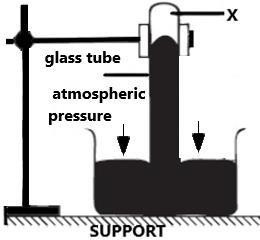 X
glass tube
atmospheric
pressure
SUPPORT